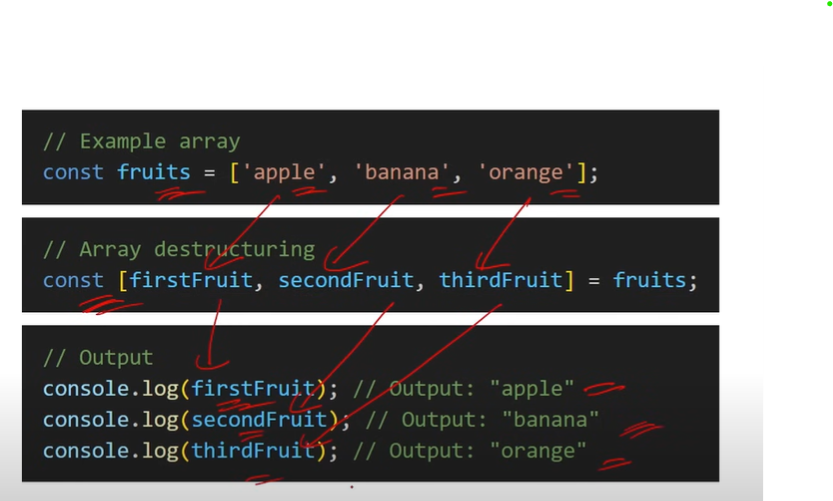 // Example array
const fruits = ['apple', 'banana', 'orange'];
// Array destructuring
const [firstFruit, secondFruit, thirdFruit] = fruits;
// Output
console.log(firstFruit); // Output: "apple"
console.log(secondFruit); // Output: "banana"
console.log(thirdFruit); // Output: "orange"